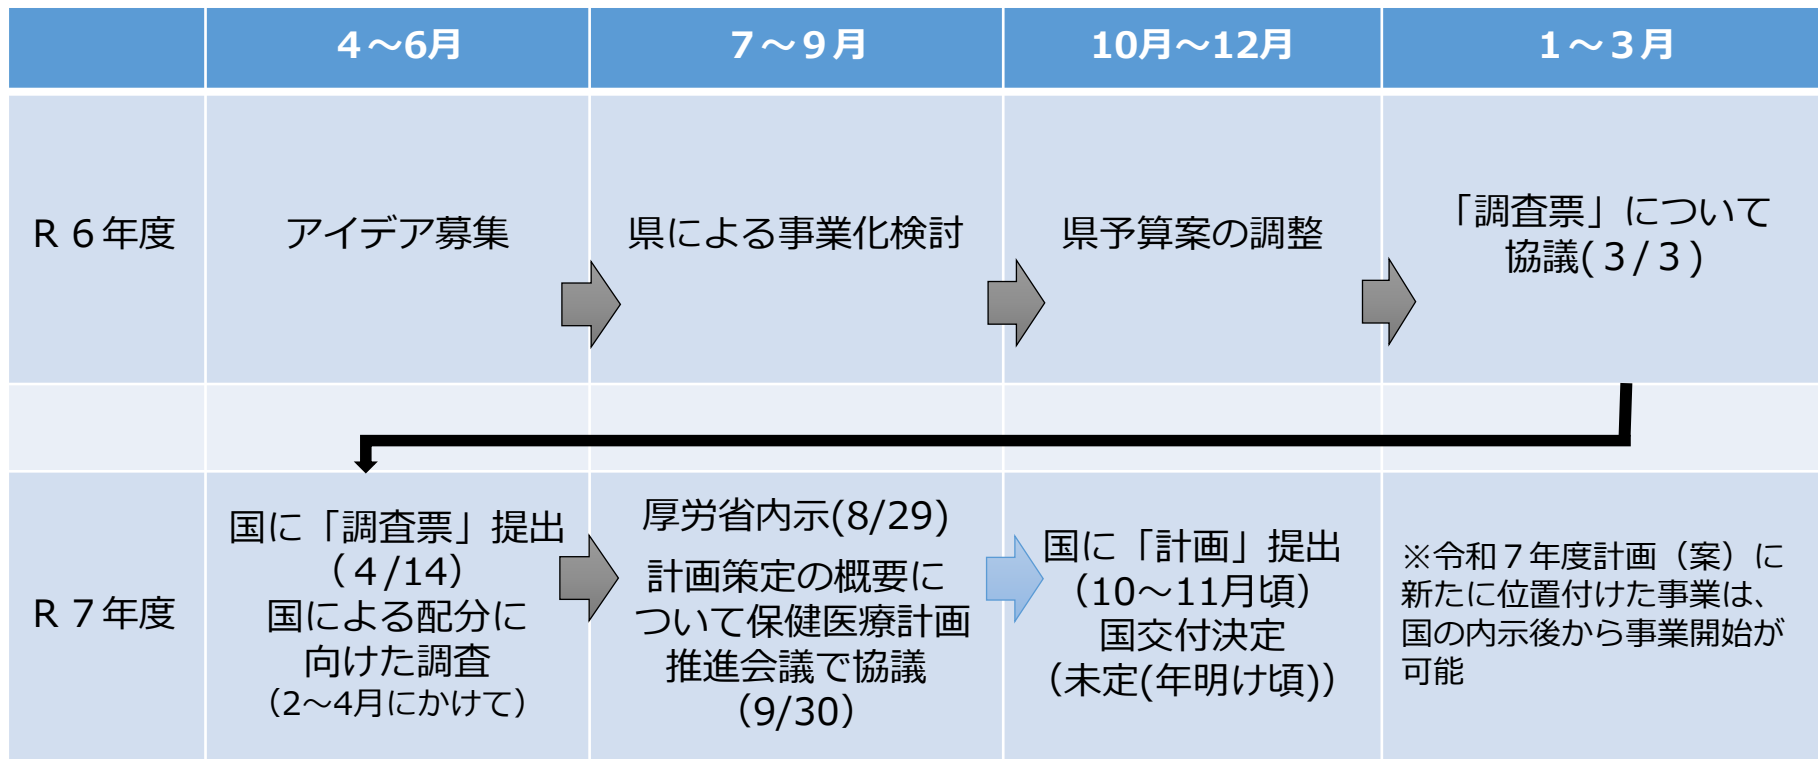 ４～6月
７～９月
10月～12月
１～３月
Ｒ６年度
アイデア募集
県による事業化検討
県予算案の調整
「調査票」について
協議(３/３)
Ｒ７年度
国に「調査票」提出
（４/14）
国による配分に
向けた調査
（2～4月にかけて）
厚労省内示(8/29)
計画策定の概要に
ついて保健医療計画
推進会議で協議
（9/30）
国に「計画」提出
（10～11月頃）
国交付決定
（未定(年明け頃)）
※令和７年度計画（案）に
新たに位置付けた事業は、
国の内示後から事業開始が
可能